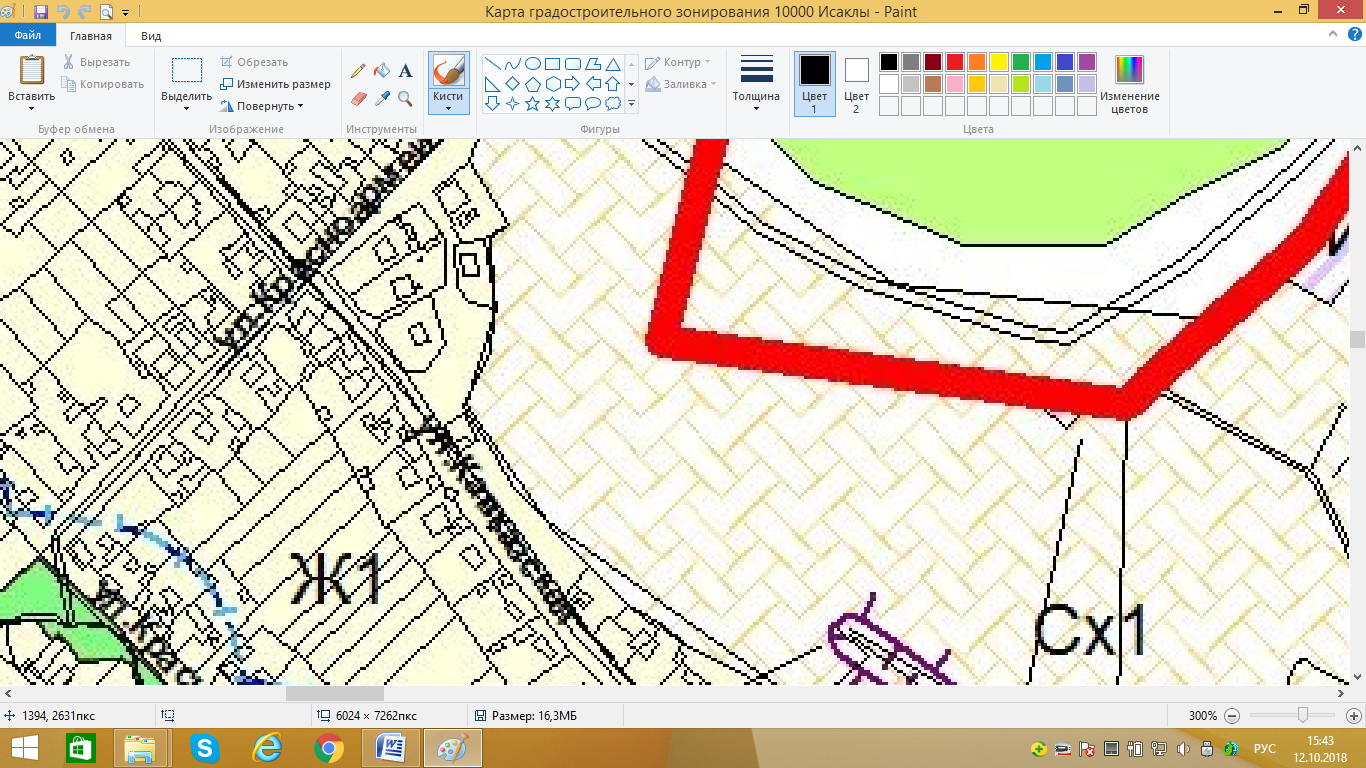 Карта градостроительного зонирования 10000 Исаклы - Paint
Файл
Главная
Вид
Вставить
Вырезать
Копировать
Буфер обмена
Выделить
Обрезать
Изменить размер
Повернуть
Изображение
A
Инструменты
Кисти
Контур
Заливка
Фигуры
Толщина
Цвет
1
Цвет
2
Изменение
цветов
Цвета
Ж1
Сх1
1394, 2631пкс
6024 × 7262пкс
Размер: 16,3МБ
300%
РУС
15:43
12.10.2018